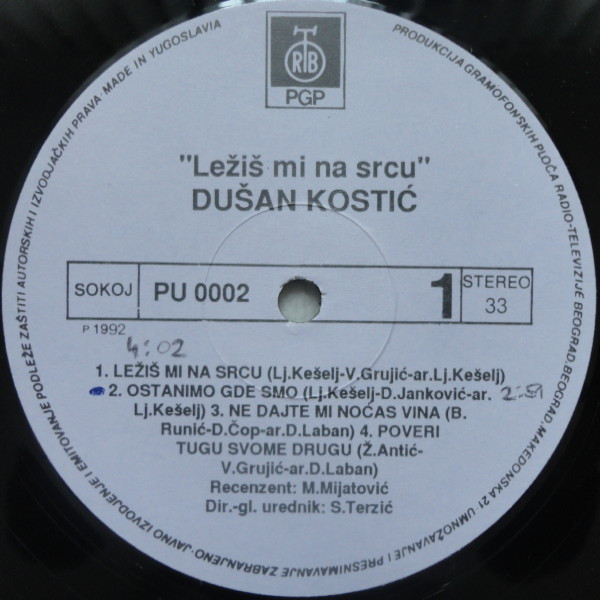 PRODUKCIJA GRAMOFONSKIH PLOČA RADIO-TELEVIZIJE BEOGRAD, BEOGRAD, MAKEDONSKA 21 · UMNOŽAVANJE I PRESNIMAVANJE ZABRANJENO · JAVNO IZVODJENJE I EMITOVANJE PODLEŽE ZAŠTITI AUTORSKIH I IZVODJAČKIH PRAVA · MADE IN YUGOSLAVIA
RTB
PGP
"Ležiš mi na srcu"
DUŠAN KOSTIĆ
SOKOJ PU 0002 1 STEREO
33
P 1992
4:02
1. LEŽIŠ MI NA SRCU (Lj.Kešelj-V.Grujić-ar.Lj.Kešelj)
2. OSTANIMO GDE SMO (Lj.Kešelj-D.Janković-ar. 2:51
Lj.Kešelj) 3. NE DAJTE MI NOĆAS VINA (B.
Runić-D.Čop-ar.D.Laban) 4. POVERI
TUGU SVOME DRUGU (Ž.Antić-
V.Grujić-ar.D.Laban)
Recenzent: M.Mijatović
Dir.-gl. urednik: S.Terzić